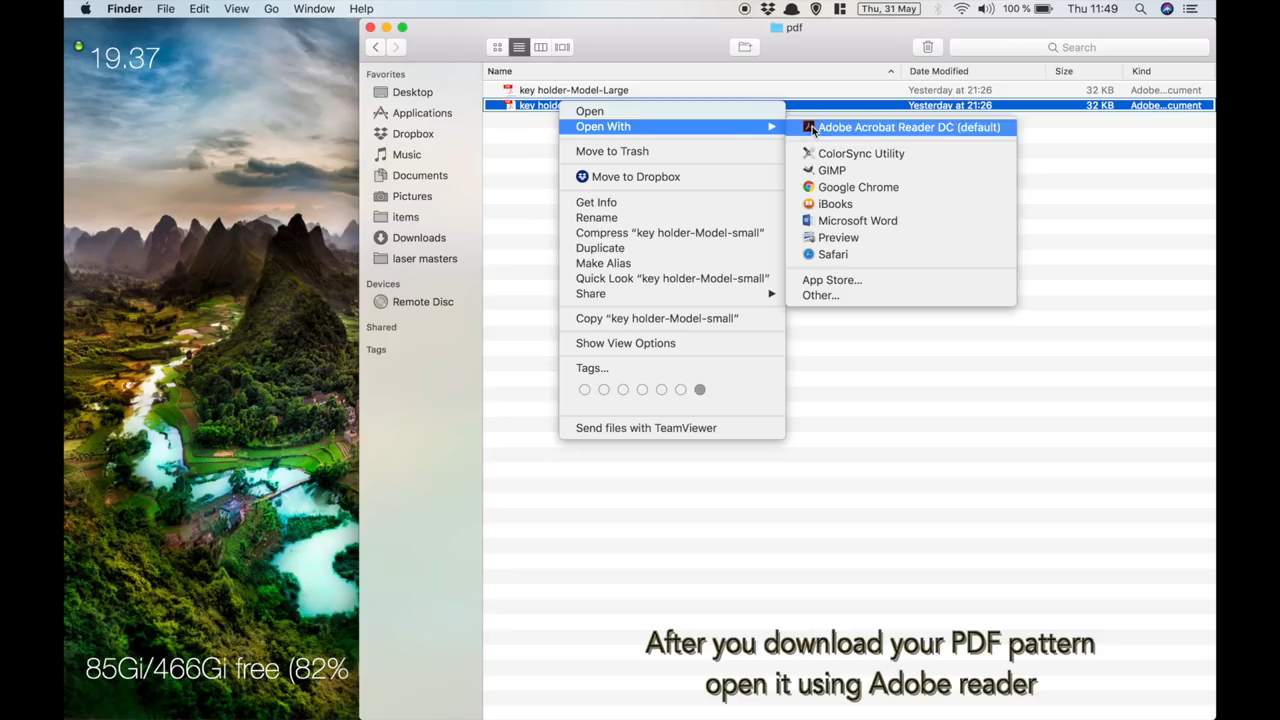 Finder File Edit View Go Window Help Thu, 31 May 100 % Thu 11:49
19.37
85Gi/466Gi free (82%
pdf
Search
Favorites
Desktop
Applications
Dropbox
Music
Documents
Pictures
items
Downloads
laser masters
Devices
Remote Disc
Shared
Tags
Name Date Modified Size Kind
key holder-Model-Large Yesterday at 21:26 32 KB Adobe...cument
key hold Yesterday at 21:26 32 KB Adobe...cument
Open
Open With
Move to Trash
Move to Dropbox
Get Info
Rename
Compress “key holder-Model-small”
Duplicate
Make Alias
Quick Look “key holder-Model-small”
Share
Copy “key holder-Model-small”
Show View Options
Tags...
Send files with TeamViewer
Adobe Acrobat Reader DC (default)
ColorSync Utility
GIMP
Google Chrome
iBooks
Microsoft Word
Preview
Safari
App Store...
Other...
After you download your PDF pattern
open it using Adobe reader